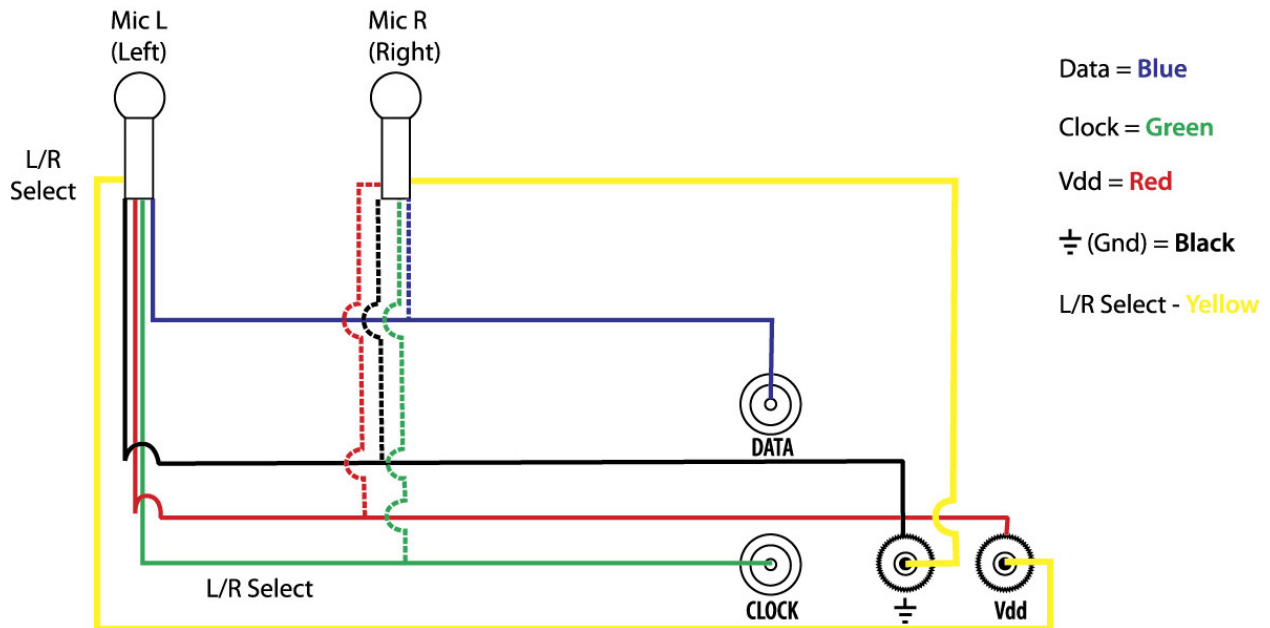 Mic L
(Left)
Mic R
(Right)
L/R
Select
Data = Blue
Clock = Green
Vdd = Red
⏚ (Gnd) = Black
L/R Select - Yellow
DATA
L/R Select
CLOCK
⏚
Vdd